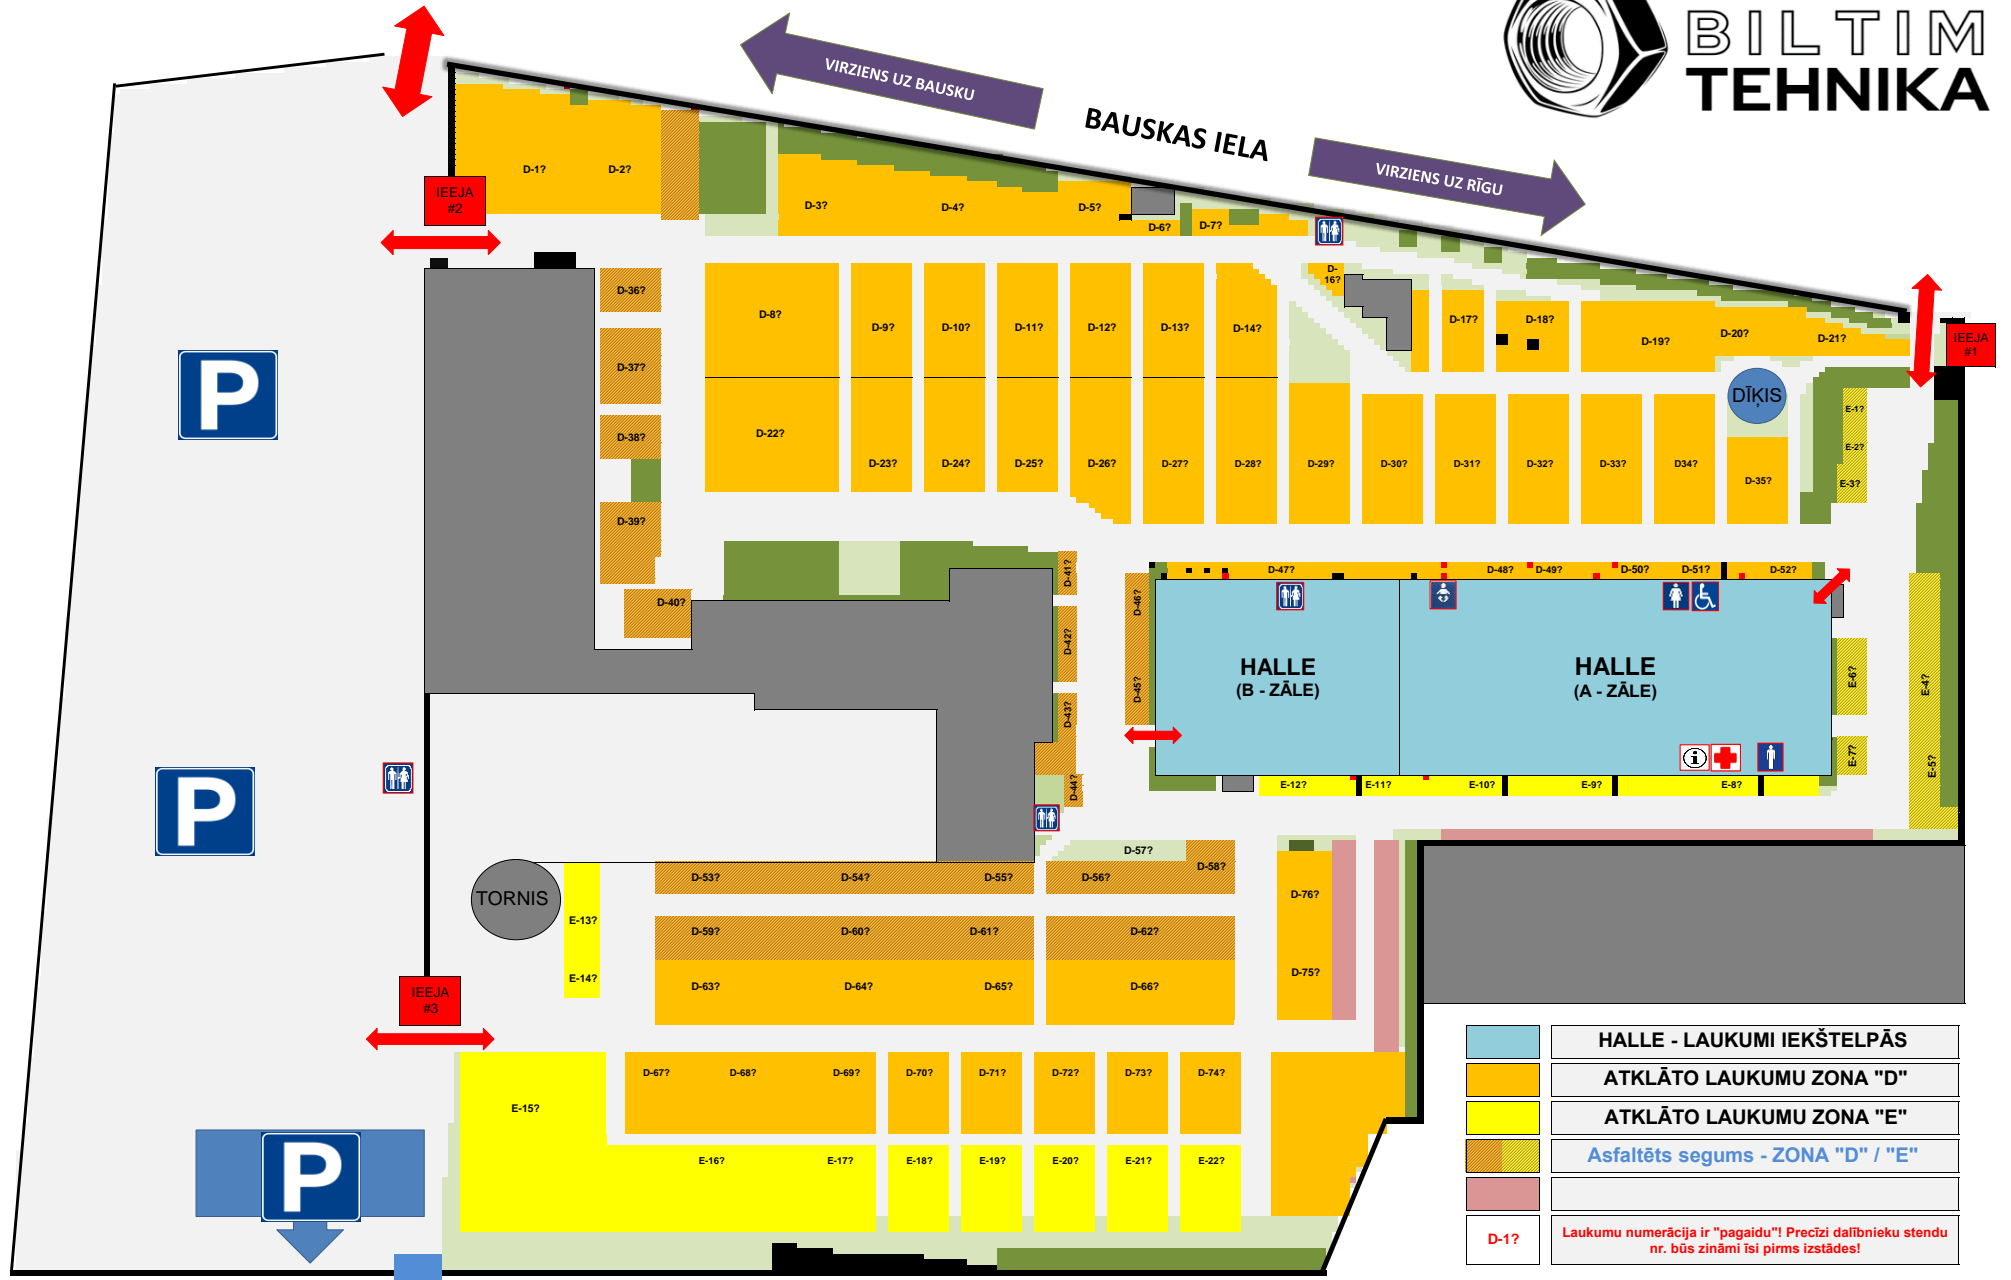 BILTIM
TEHNIKA
VIRZIENS UZ BAUSKU
BAUSKAS IELA
VIRZIENS UZ RĪGU
IEEJA
#2
D-1?
D-2?
D-3?
D-4?
D-5?
D-6?
D-7?
D-36?
D-8?
D-9?
D-10?
D-11?
D-12?
D-13?
D-14?
D-
16?
D-17?
D-18?
D-19?
D-20?
D-21?
IEEJA
#1
P
D-37?
D-38?
D-39?
D-40?
D-22?
D-23?
D-24?
D-25?
D-26?
D-27?
D-28?
D-29?
D-30?
D-31?
D-32?
D-33?
D34?
D-35?
DĪĶIS
E-1?
E-2?
E-3?
D-41?
D-42?
D-43?
D-44?
D-46?
D-45?
D-47?
D-48?
D-49?
D-50?
D-51?
D-52?
HALLE
(B - ZĀLE)
HALLE
(A - ZĀLE)
i
E-6?
E-7?
E-4?
E-5?
E-12?
E-11?
E-10?
E-9?
E-8?
P
TORNIS
E-13?
E-14?
D-53?
D-54?
D-55?
D-56?
D-57?
D-58?
D-59?
D-60?
D-61?
D-62?
D-63?
D-64?
D-65?
D-66?
D-76?
D-75?
IEEJA
#3
E-15?
D-67?
D-68?
D-69?
D-70?
D-71?
D-72?
D-73?
D-74?
E-16?
E-17?
E-18?
E-19?
E-20?
E-21?
E-22?
P
HALLE - LAUKUMI IEKŠTELPĀS
ATKLĀTO LAUKUMU ZONA "D"
ATKLĀTO LAUKUMU ZONA "E"
Asfaltēts segums - ZONA "D" / "E"
D-1?
Laukumu numerācija ir "pagaidu"! Precīzi dalībnieku stendu
nr. būs zināmi īsi pirms izstādes!